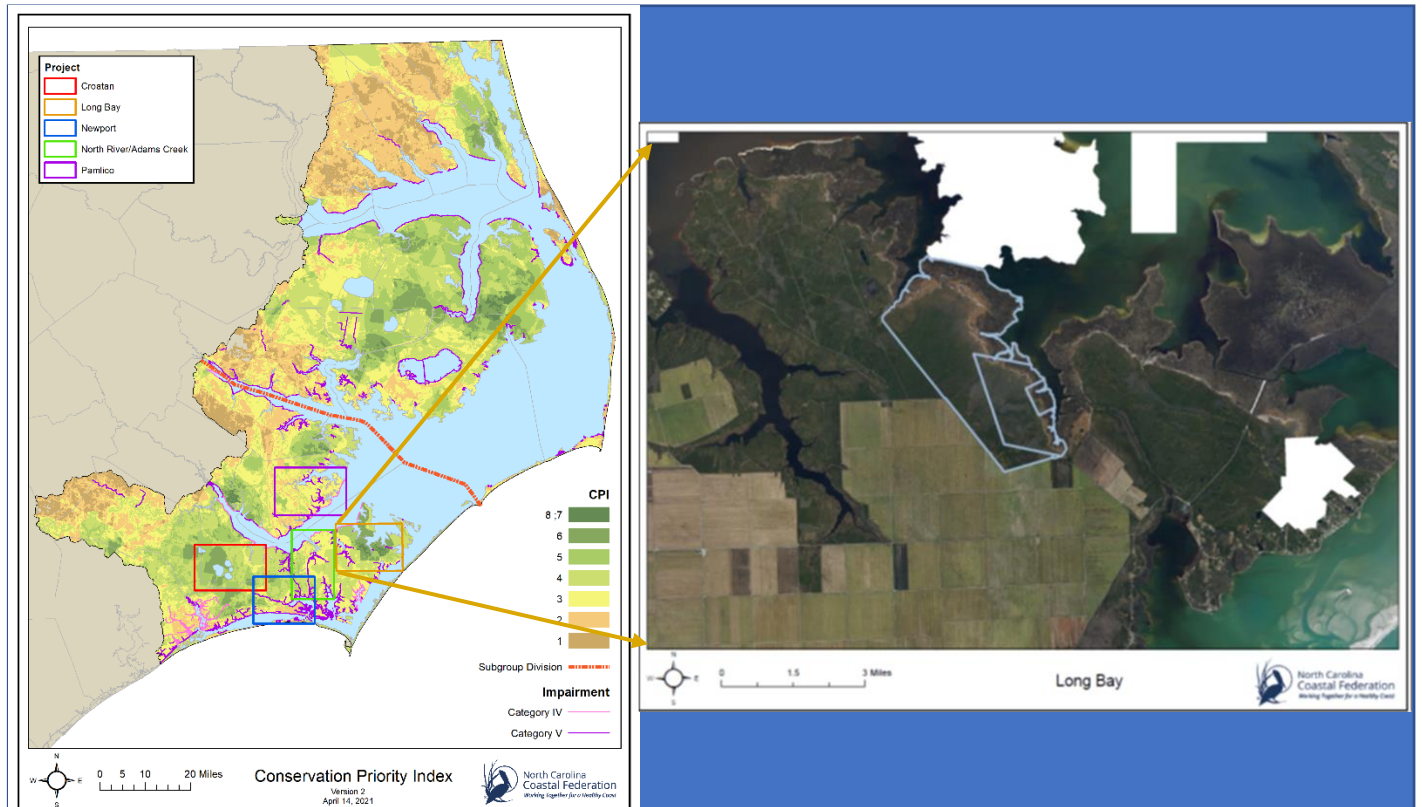 Project
Croatan
Long Bay
Newport
North River/Adams Creek
Pamlico
CPI
8 ;7
6
5
4
3
2
1
Subgroup Division
Impairment
Category IV
Category V
N
W
E
S
0 5 10 20 Miles
Conservation Priority Index
Version 2
April 14, 2021
North Carolina
Coastal Federation
Working Together for a Healthy Coast
N
W
E
S
0 1.5 3 Miles
Long Bay
North Carolina
Coastal Federation
Working Together for a Healthy Coast